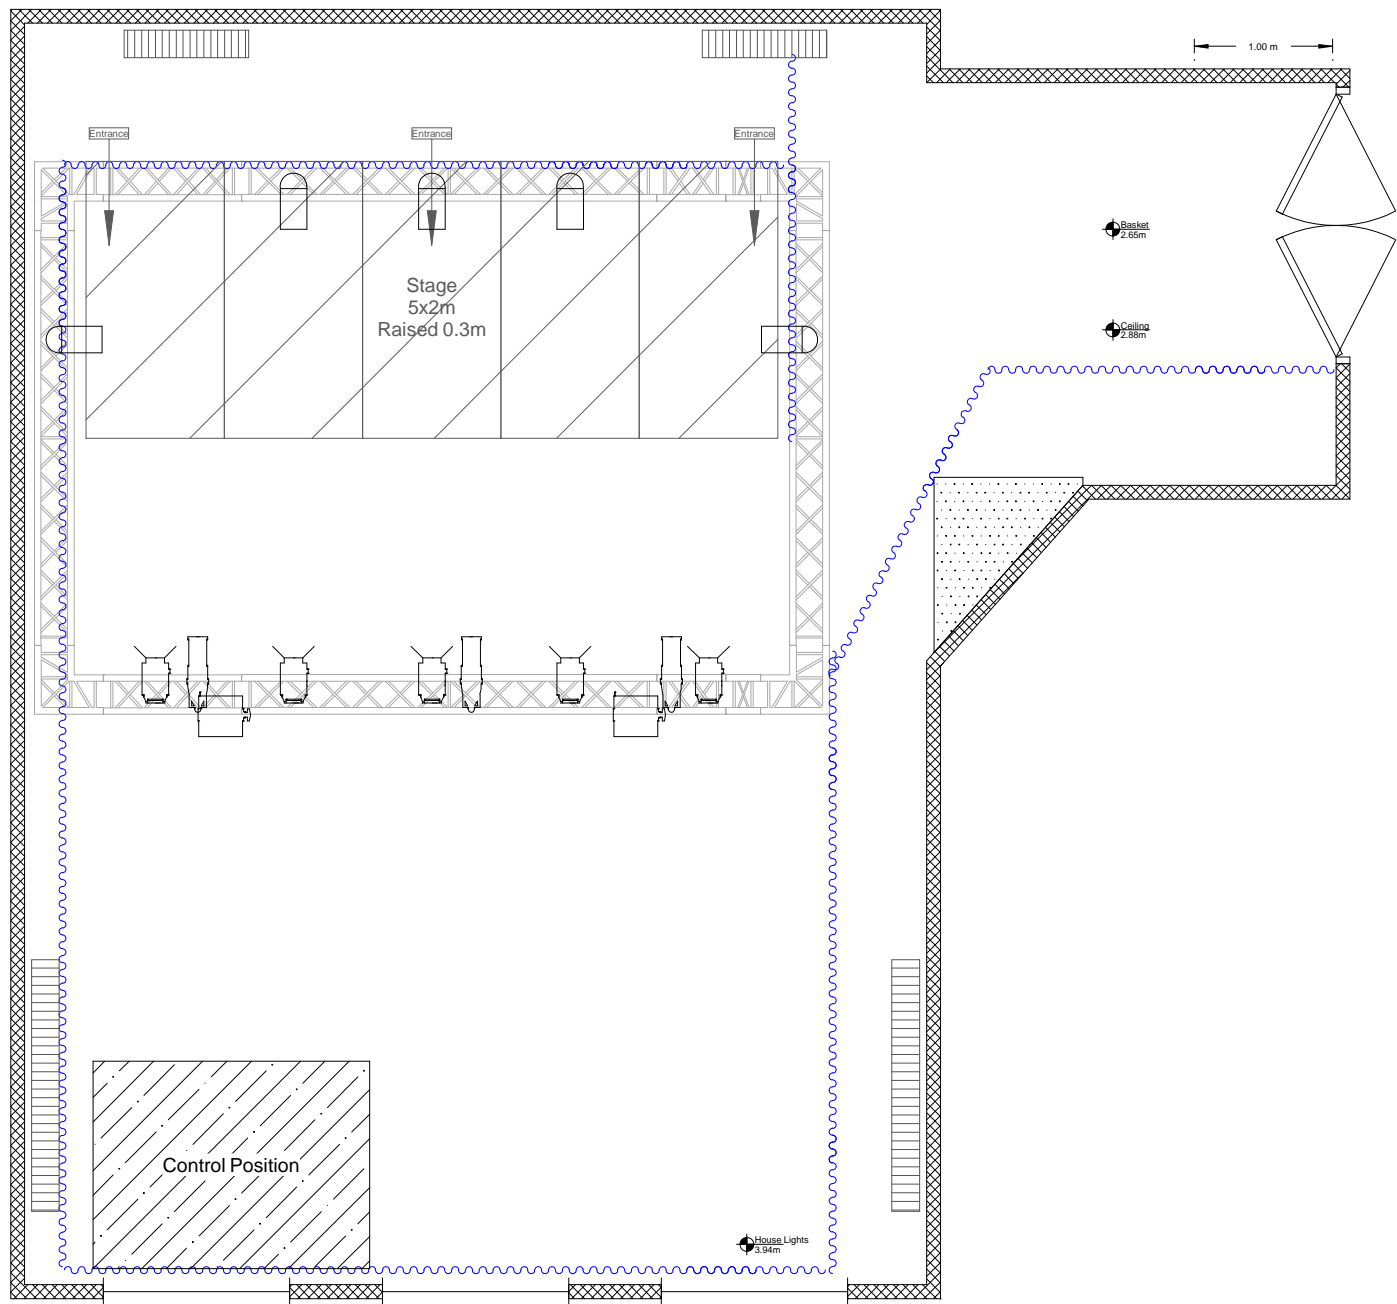 1.00 m
Entrance
Entrance
Entrance
Basket
2.65m
Stage
5x2m
Raised 0.3m
Ceiling
2.88m
Control Position
House Lights
3.94m